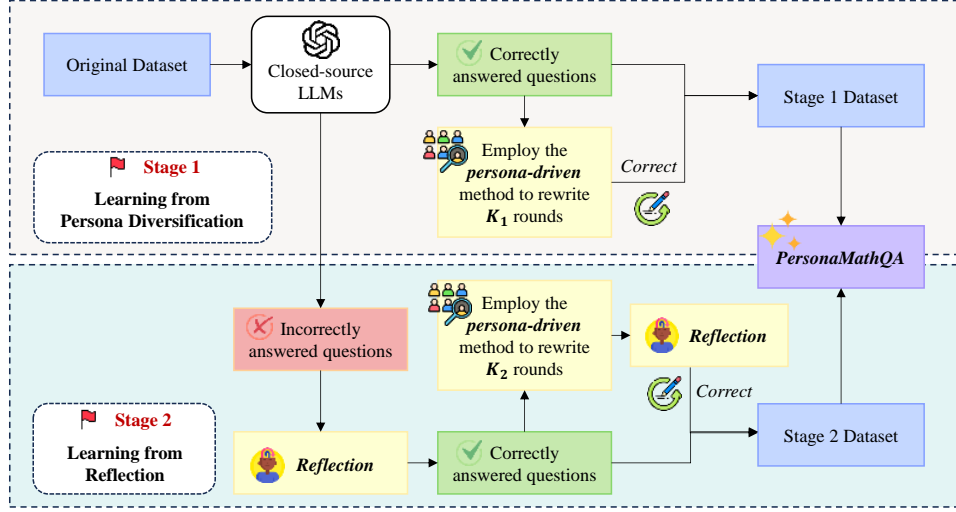 Original Dataset
Closed-source
LLMs
Correctly
answered questions
Stage 1 Dataset
Employ the
persona-driven
method to rewrite
K₁ rounds
Correct
Stage 1
Learning from
Persona Diversification
PersonaMathQA
Incorrectly
answered questions
Employ the
persona-driven
method to rewrite
K₂ rounds
Reflection
Correct
Stage 2
Learning from
Reflection
Reflection
Correctly
answered questions
Stage 2 Dataset